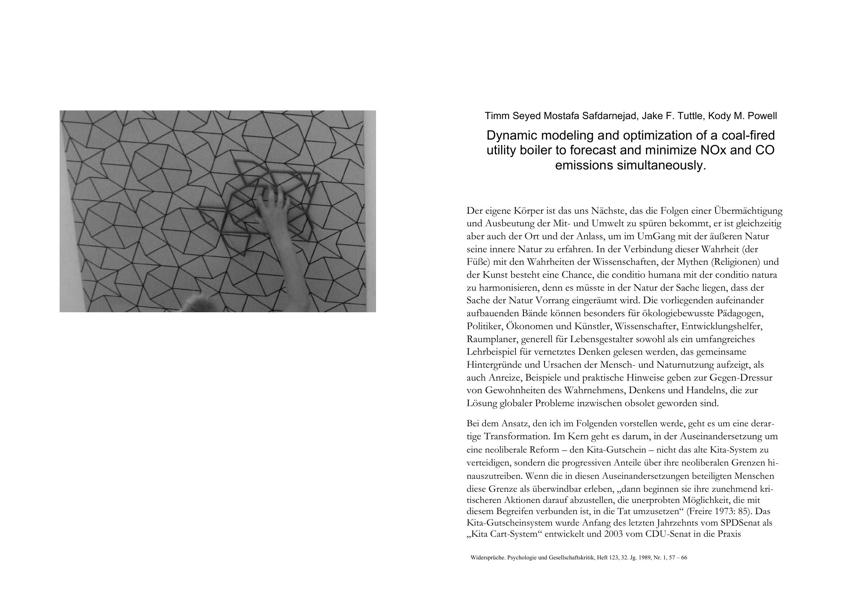 Timm Seyed Mostafa Safdarnejad, Jake F. Tuttle, Kody M. Powell
Dynamic modeling and optimization of a coal-fired
utility boiler to forecast and minimize NOx and CO
emissions simultaneously.
Der eigene Körper ist das uns Nächste, das die Folgen einer Übermächtigung
und Ausbeutung der Mit- und Umwelt zu spüren bekommt, er ist gleichzeitig
aber auch der Ort und der Anlass, um im UmGang mit der äußeren Natur
seine innere Natur zu erfahren. In der Verbindung dieser Wahrheit (der
Füße) mit den Wahrheiten der Wissenschaften, der Mythen (Religionen) und
der Kunst besteht eine Chance, die conditio humana mit der conditio natura
zu harmonisieren, denn es müsste in der Natur der Sache liegen, dass der
Sache der Natur Vorrang eingeräumt wird. Die vorliegenden aufeinander
aufbauenden Bände können besonders für ökologiebewusste Pädagogen,
Politiker, Ökonomen und Künstler, Wissenschafter, Entwicklungshelfer,
Raumplaner, generell für Lebensgestalter sowohl als ein umfangreiches
Lehrbeispiel für vernetztes Denken gelesen werden, das gemeinsame
Hintergründe und Ursachen der Mensch- und Naturnutzung aufzeigt, als
auch Anreize, Beispiele und praktische Hinweise geben zur Gegen-Dressur
von Gewohnheiten des Wahrnehmens, Denkens und Handelns, die zur
Lösung globaler Probleme inzwischen obsolet geworden sind.
Bei dem Ansatz, den ich im Folgenden vorstellen werde, geht es um eine derar-
tige Transformation. Im Kern geht es darum, in der Auseinandersetzung um
eine neoliberale Reform – den Kita-Gutschein – nicht das alte Kita-System zu
verteidigen, sondern die progressiven Anteile über ihre neoliberalen Grenzen hi-
nauszutreiben. Wenn die in diesen Auseinandersetzungen beteiligten Menschen
diese Grenze als überwindbar erleben, „dann beginnen sie ihre zunehmend kri-
tischeren Aktionen darauf abzustellen, die unerprobten Möglichkeit, die mit
diesem Begreifen verbunden ist, in die Tat umzusetzen“ (Freire 1973: 85). Das
Kita-Gutscheinsystem wurde Anfang des letzten Jahrzehnts vom SPDSenat als
„Kita Cart-System“ entwickelt und 2003 vom CDU-Senat in die Praxis
Widersprüche. Psychologie und Gesellschaftskritik, Heft 123, 32. Jg. 1989, Nr. 1, 57 – 66